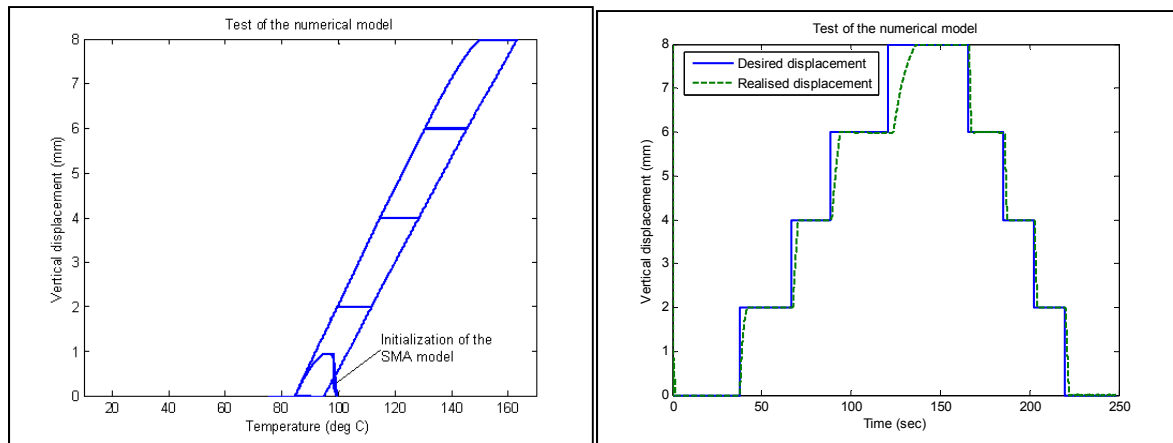 Test of the numerical model
8
7
6
5
4
3
2
1
0
Vertical displacement (mm)
Initialization of the
SMA model
20 40 60 80 100 120 140 160
Temperature (deg C)
Test of the numerical model
Desired displacement
Realised displacement
8
7
6
5
4
3
2
1
0
Vertical displacement (mm)
0 50 100 150 200 250
Time (sec)